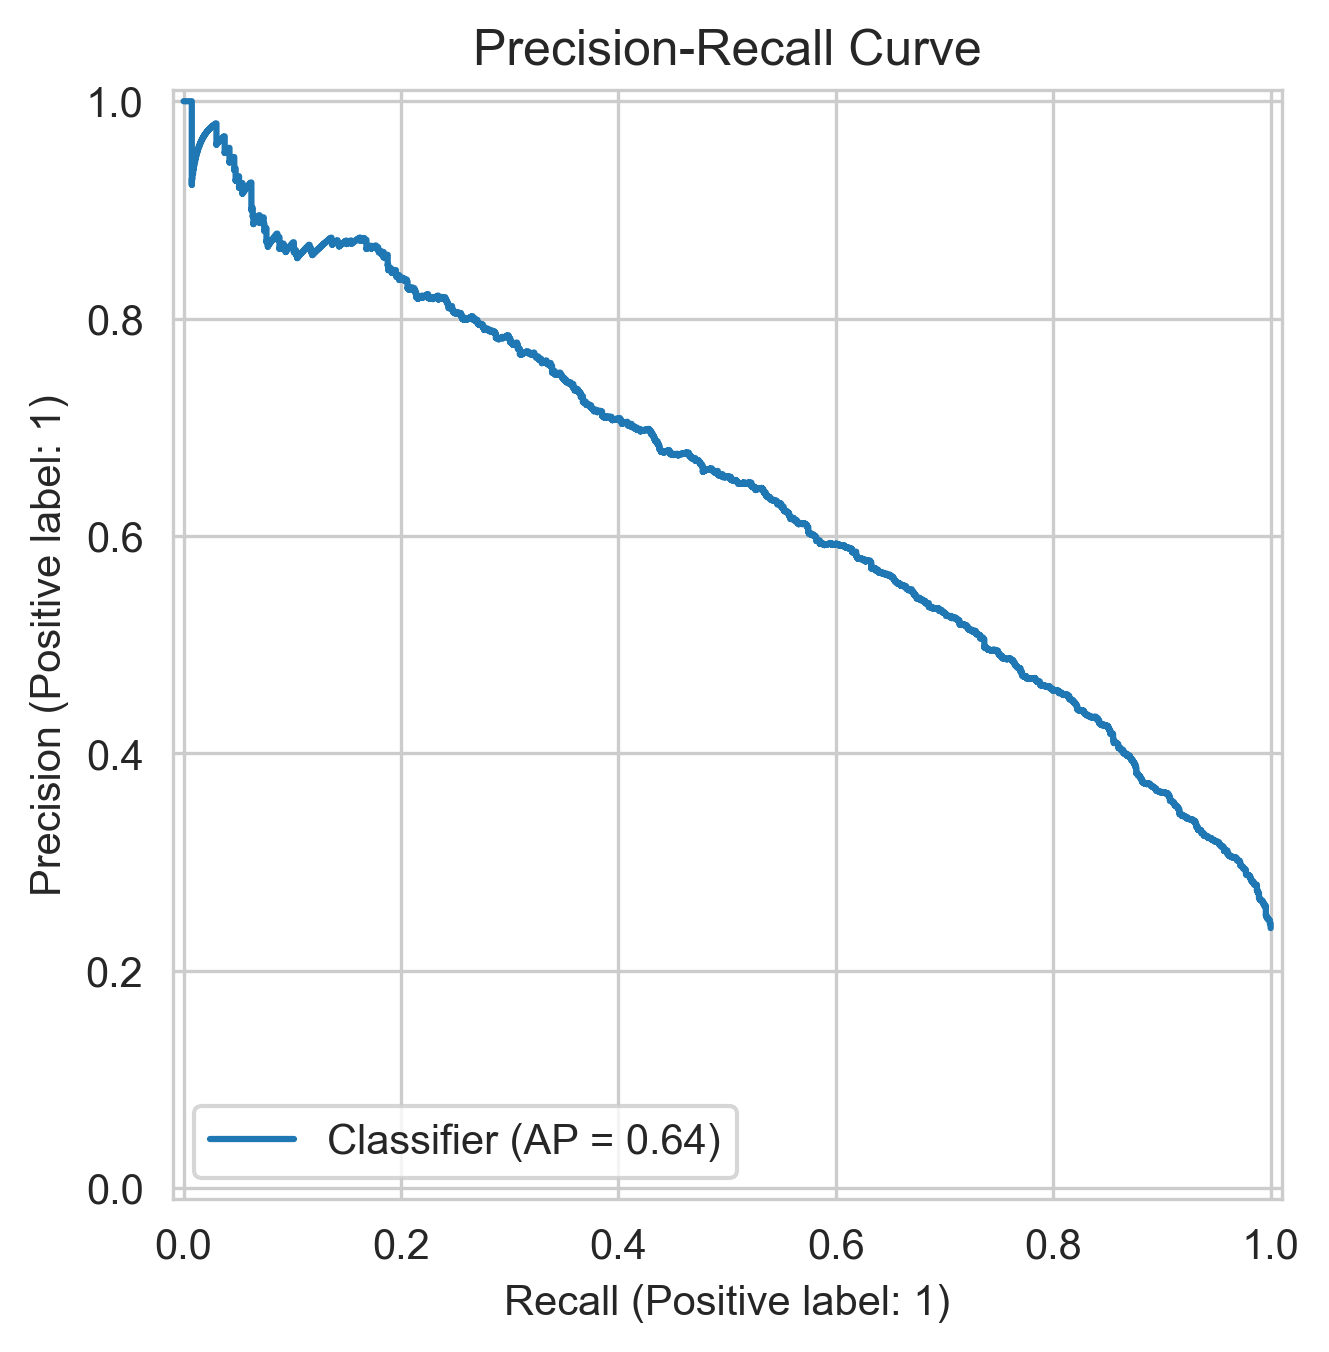 Precision-Recall Curve
1.0
0.8
0.6
0.4
0.2
0.0
Precision (Positive label: 1)
Classifier (AP = 0.64)
0.0 0.2 0.4 0.6 0.8 1.0
Recall (Positive label: 1)